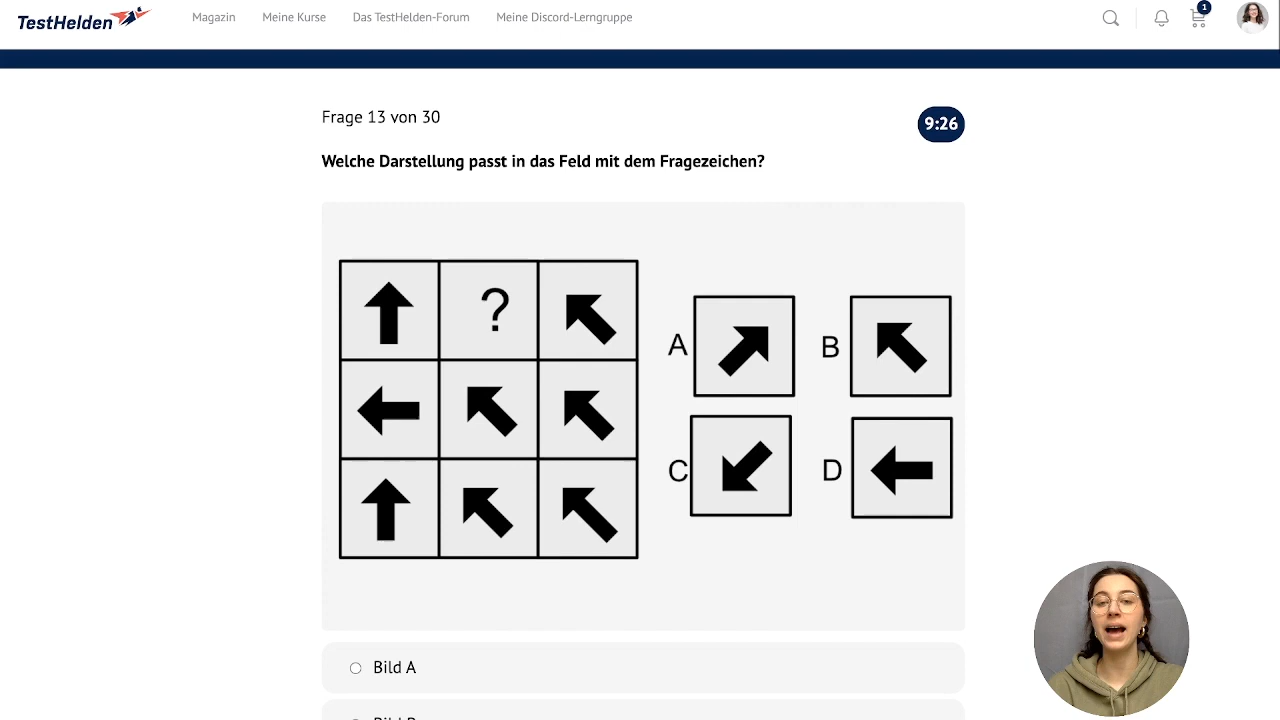 TestHelden
Magazin Meine Kurse Das TestHelden-Forum Meine Discord-Lerngruppe
1
Frage 13 von 30
9:26
Welche Darstellung passt in das Feld mit dem Fragezeichen?
?
A B
C D
Bild A